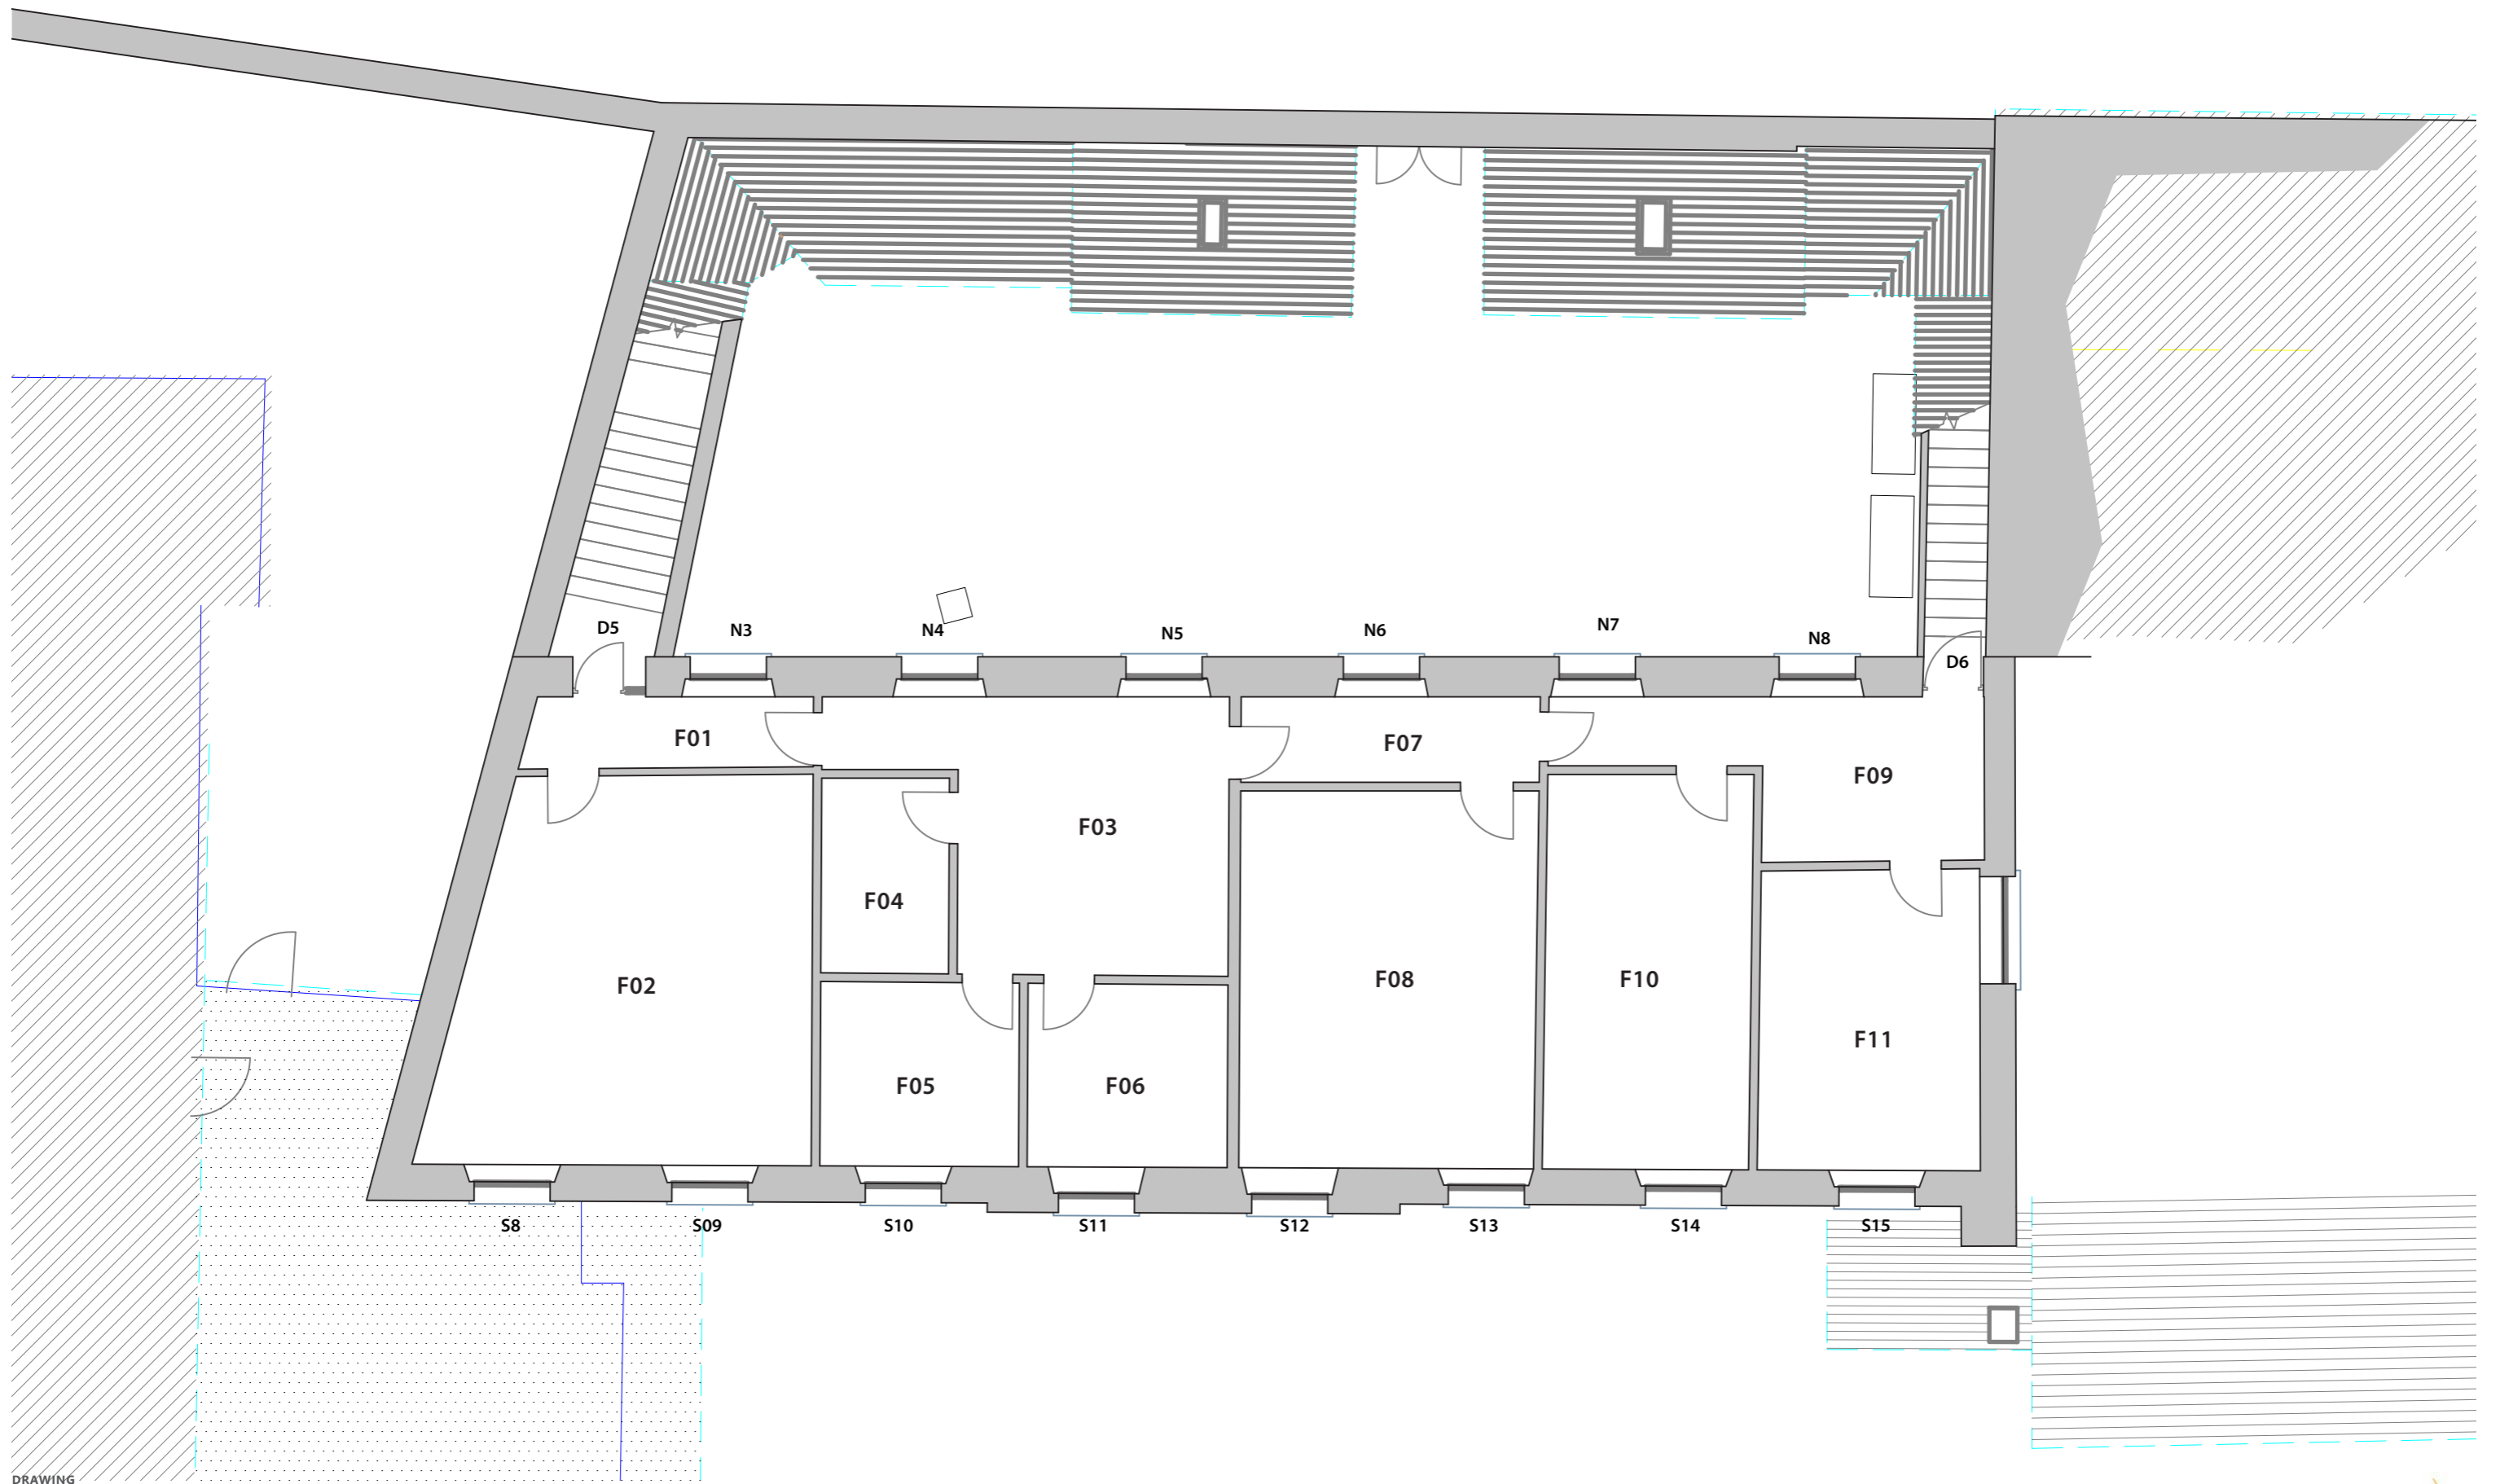 D5
N3
N4
N5
N6
N7
N8
D6
F01
F07
F09
F03
F04
F02
F08
F10
F11
F05
F06
S8
S09
S10
S11
S12
S13
S14
S15
DRAWING